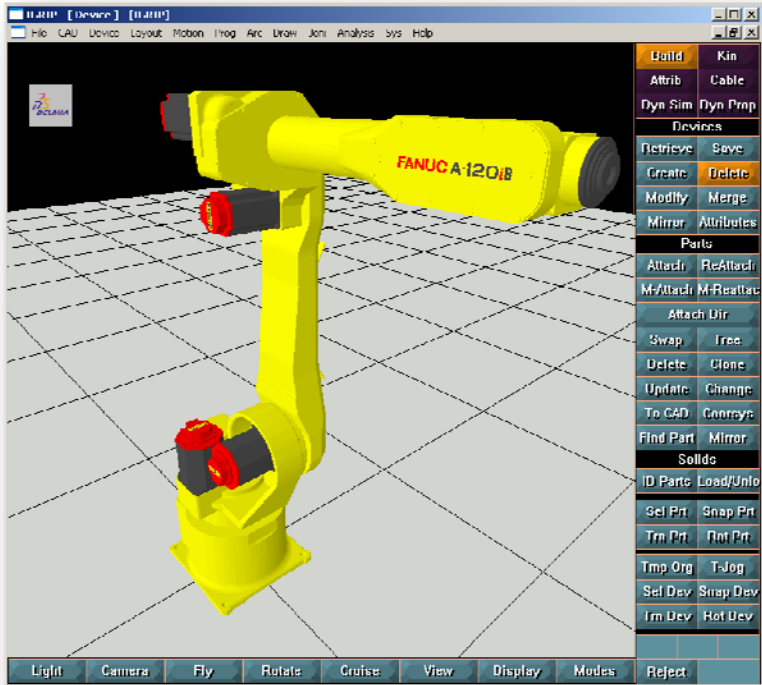 IGRIP [Device] [IGRIP]
File CAD Device Layout Motion Prog Arc Draw Joni Analysis Sys Help
DELMIA
FANUC A-120iB
Build Kin
Attrib Cable
Dyn Sim Dyn Prop
Devices
Retrieve Save
Create Delete
Modify Merge
Mirror Attributes
Parts
Attach ReAttach
M-Attach M-Reattac
Attach Dir
Swap Tree
Delete Clone
Update Change
To CAD Coorsys
Find Part Mirror
Solids
ID Parts Load/Unlo
Sel Prt Snap Prt
Trn Prt Rot Prt
Tmp Org T-Jog
Sel Dev Snap Dev
Trn Dev Rot Dev
Light Camera Fly Rotate Cruise View Display Modes Reject